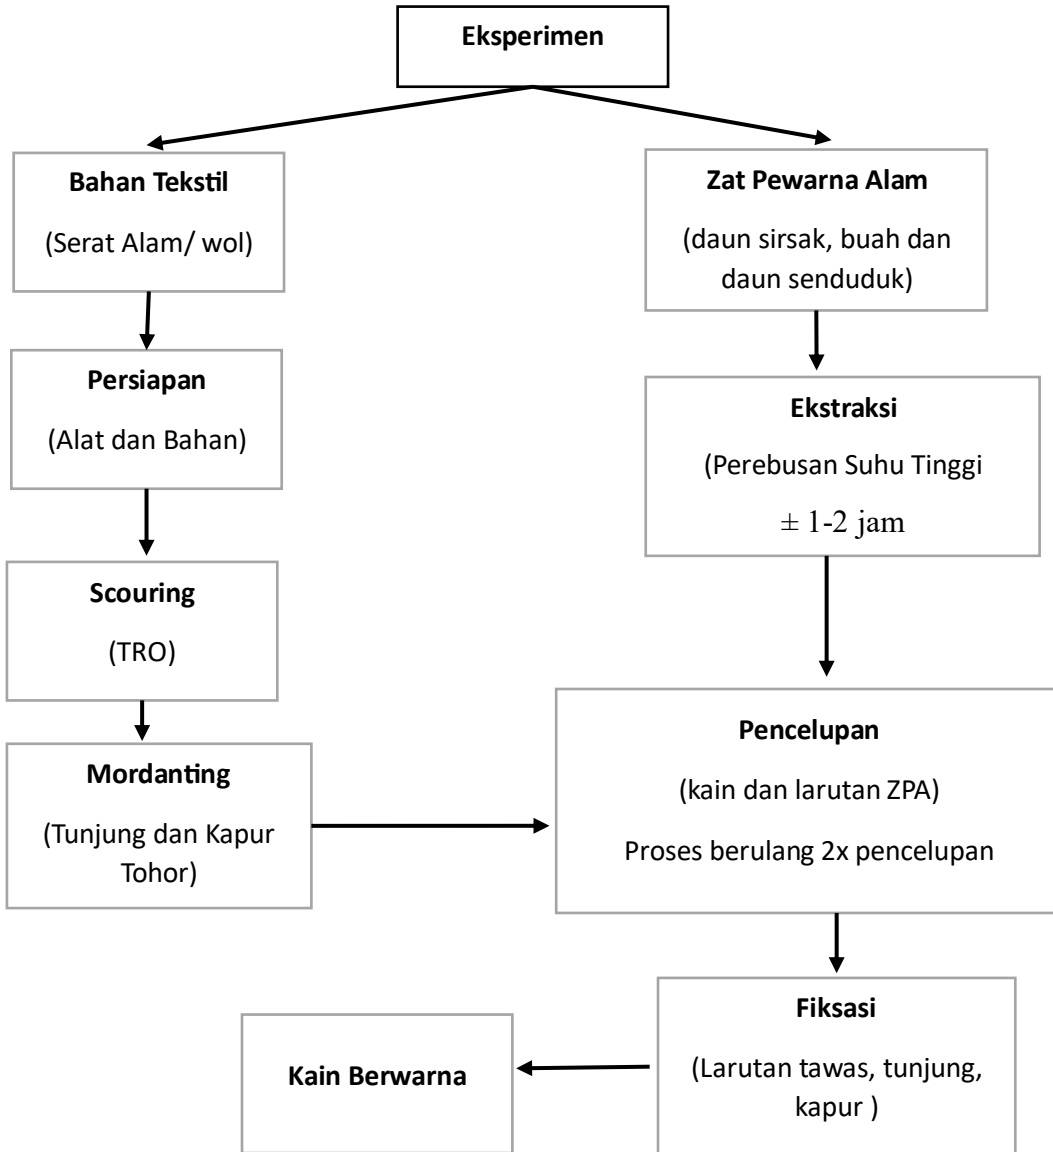 Eksperimen
Bahan Tekstil
(Serat Alam/ wol)
Persiapan
(Alat dan Bahan)
Scouring
(TRO)
Mordanting
(Tunjung dan Kapur
Tohor)
Zat Pewarna Alam
(daun sirsak, buah dan
daun senduduk)
Ekstraksi
(Perebusan Suhu Tinggi
± 1-2 jam
Pencelupan
(kain dan larutan ZPA)
Proses berulang 2x pencelupan
Fiksasi
(Larutan tawas, tunjung,
kapur )
Kain Berwarna